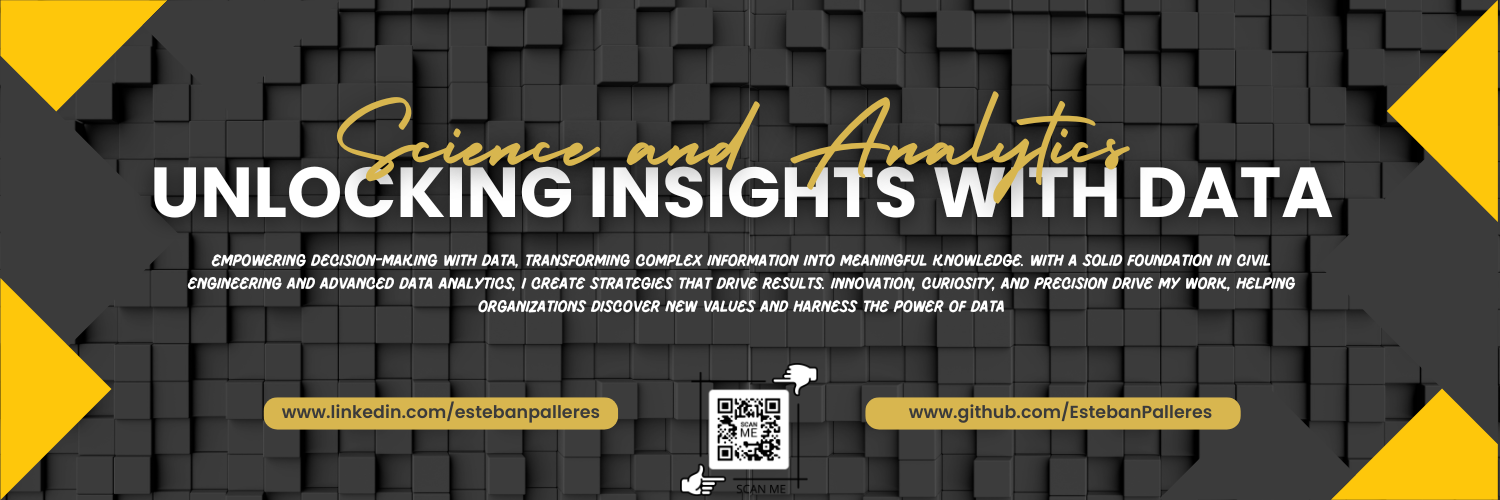 Science and Analytics
UNLOCKING INSIGHTS WITH DATA
EMPOWERING DECISION-MAKING WITH DATA, TRANSFORMING COMPLEX INFORMATION INTO MEANINGFUL KNOWLEDGE. WITH A SOLID FOUNDATION IN CIVIL
ENGINEERING AND ADVANCED DATA ANALYTICS, I CREATE STRATEGIES THAT DRIVE RESULTS. INNOVATION, CURIOSITY, AND PRECISION DRIVE MY WORK, HELPING
ORGANIZATIONS DISCOVER NEW VALUES AND HARNESS THE POWER OF DATA
www.linkedin.com/estebanpalleres
SCAN
ME
www.github.com/EstebanPalleres
SCAN ME